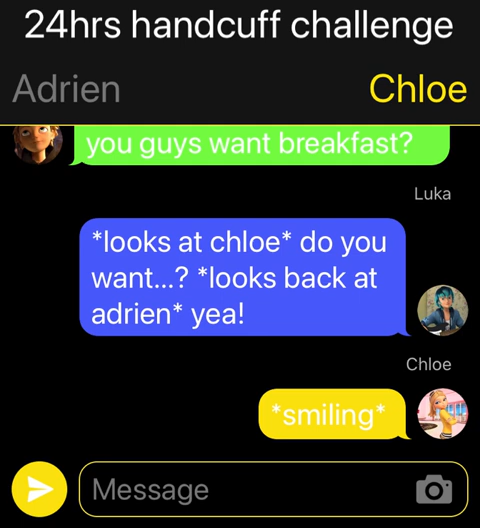 24hrs handcuff challenge
Adrien
Chloe
you guys want breakfast?
Luka
*looks at chloe* do you
want...? *looks back at
adrien* yea!
Chloe
*smiling*
Message